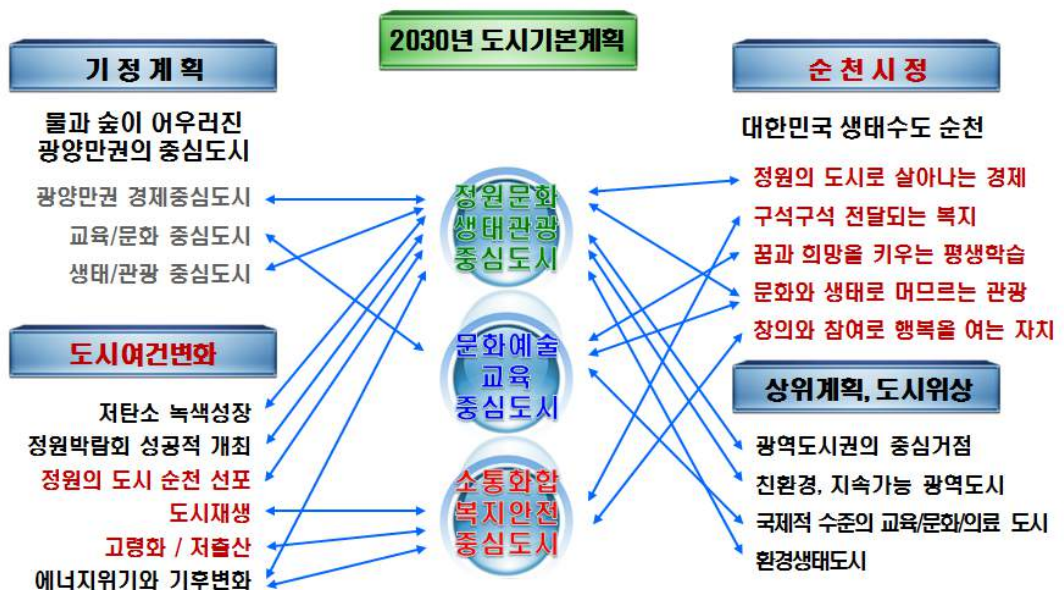 2030년 도시기본계획
기 정 계 획
물과 숲이 어우러진
광양만권의 중심도시
광양만권 경제중심도시
교육/문화 중심도시
생태/관광 중심도시
도시여건변화
저탄소 녹색성장
정원박람회 성공적 개최
정원의 도시 순천 선포
도시재생
고령화 / 저출산
에너지위기와 기후변화
정원문화
생태관광
중심도시
문화예술
교육
중심도시
소통화합
복지안전
중심도시
순 천 시 정
대한민국 생태수도 순천
정원의 도시로 살아나는 경제
구석구석 전달되는 복지
꿈과 희망을 키우는 평생학습
문화와 생태로 머므르는 관광
창의와 참여로 행복을 여는 자치
상위계획, 도시위상
광역도시권의 중심거점
친환경, 지속가능 광역도시
국제적 수준의 교육/문화/의료 도시
환경생태도시